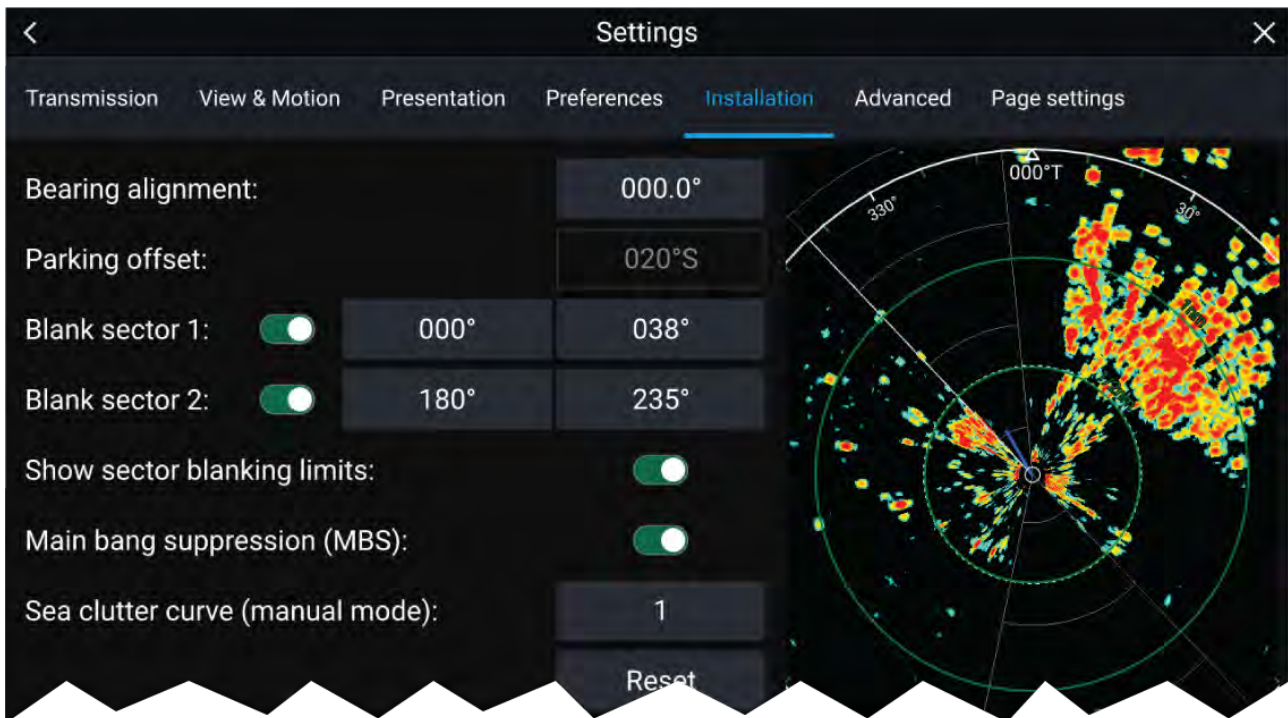 Settings
Transmission View & Motion Presentation Preferences Installation Advanced Page settings
Bearing alignment: 000.0°
Parking offset: 020°S
Blank sector 1: 000° 038°
Blank sector 2: 180° 235°
Show sector blanking limits:
Main bang suppression (MBS):
Sea clutter curve (manual mode): 1
Reset
000°T
330°
30°